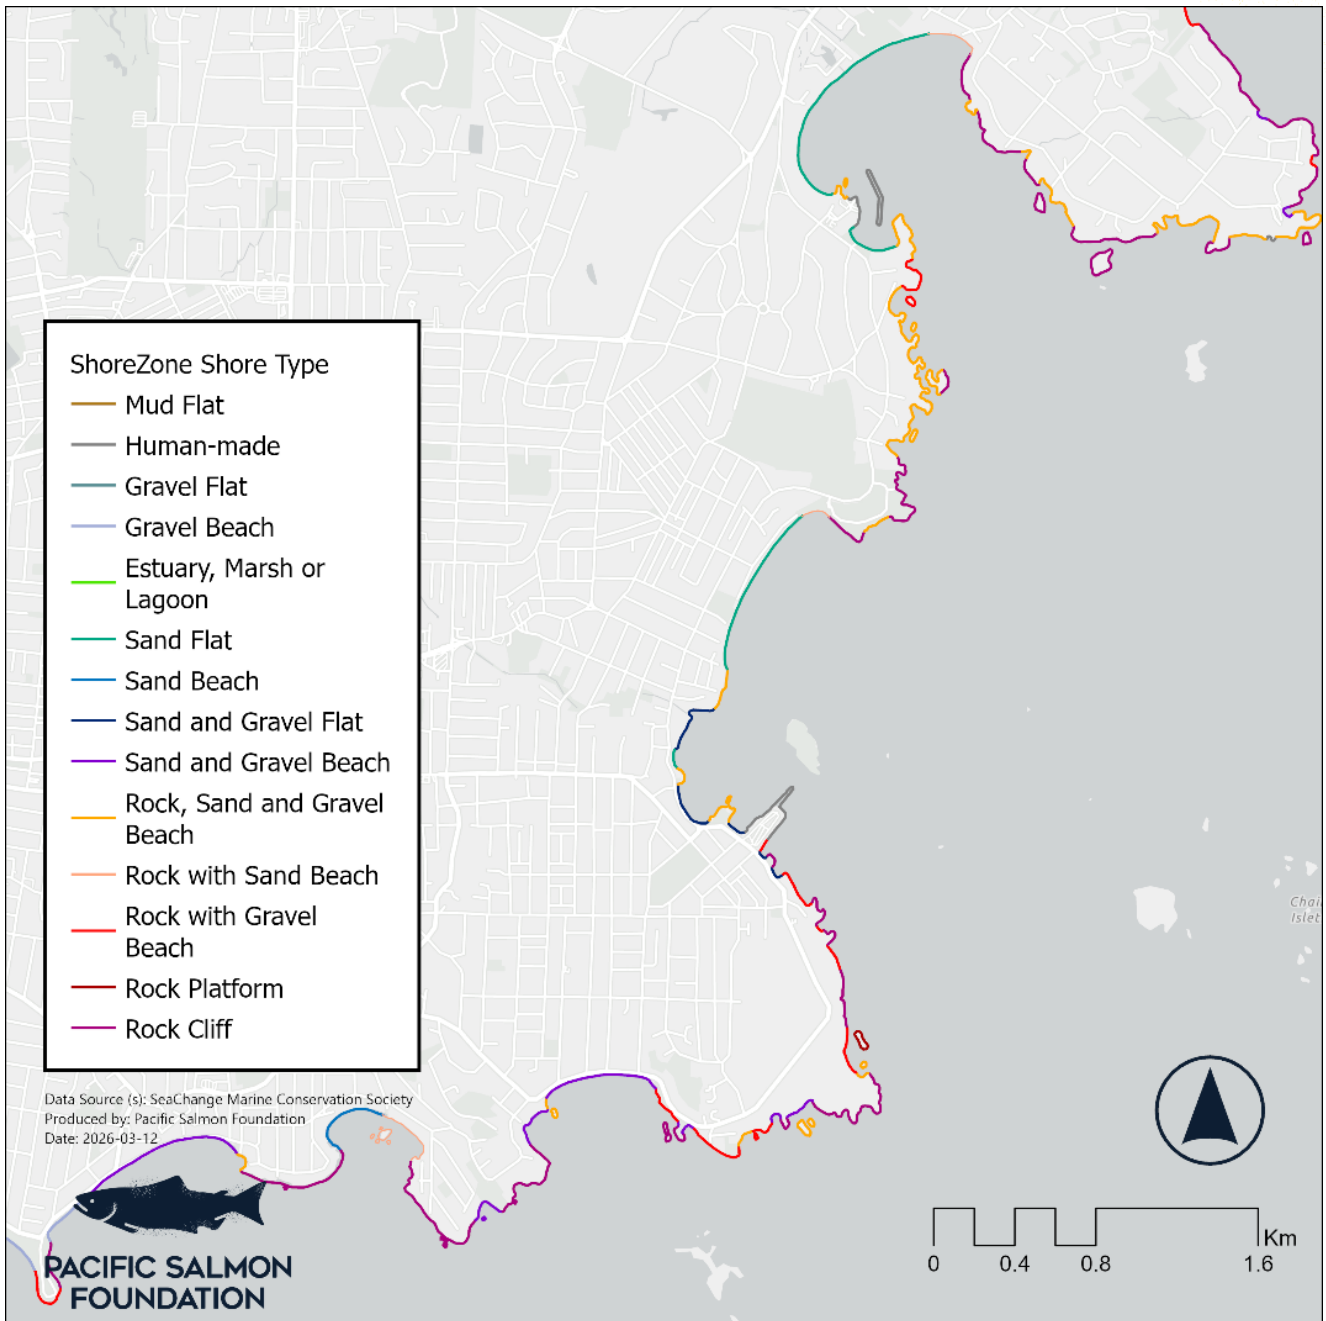 ShoreZone Shore Type
Mud Flat
Human-made
Gravel Flat
Gravel Beach
Estuary, Marsh or
Lagoon
Sand Flat
Sand Beach
Sand and Gravel Flat
Sand and Gravel Beach
Rock, Sand and Gravel
Beach
Rock with Sand Beach
Rock with Gravel
Beach
Rock Platform
Rock Cliff
Chai
Islet
Data Source (s): SeaChange Marine Conservation Society
Produced by: Pacific Salmon Foundation
Date: 2026-03-12
PACIFIC SALMON
FOUNDATION
Km
0 0.4 0.8 1.6